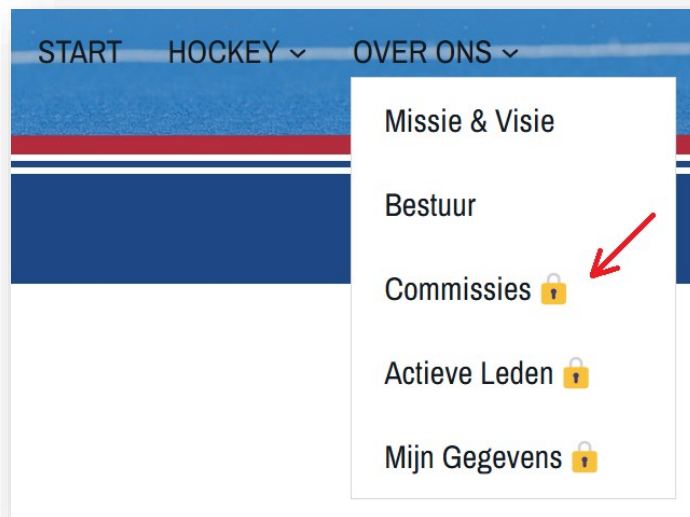 START HOCKEY OVER ONS
Missie & Visie
Bestuur
Commissies
Actieve Leden
Mijn Gegevens